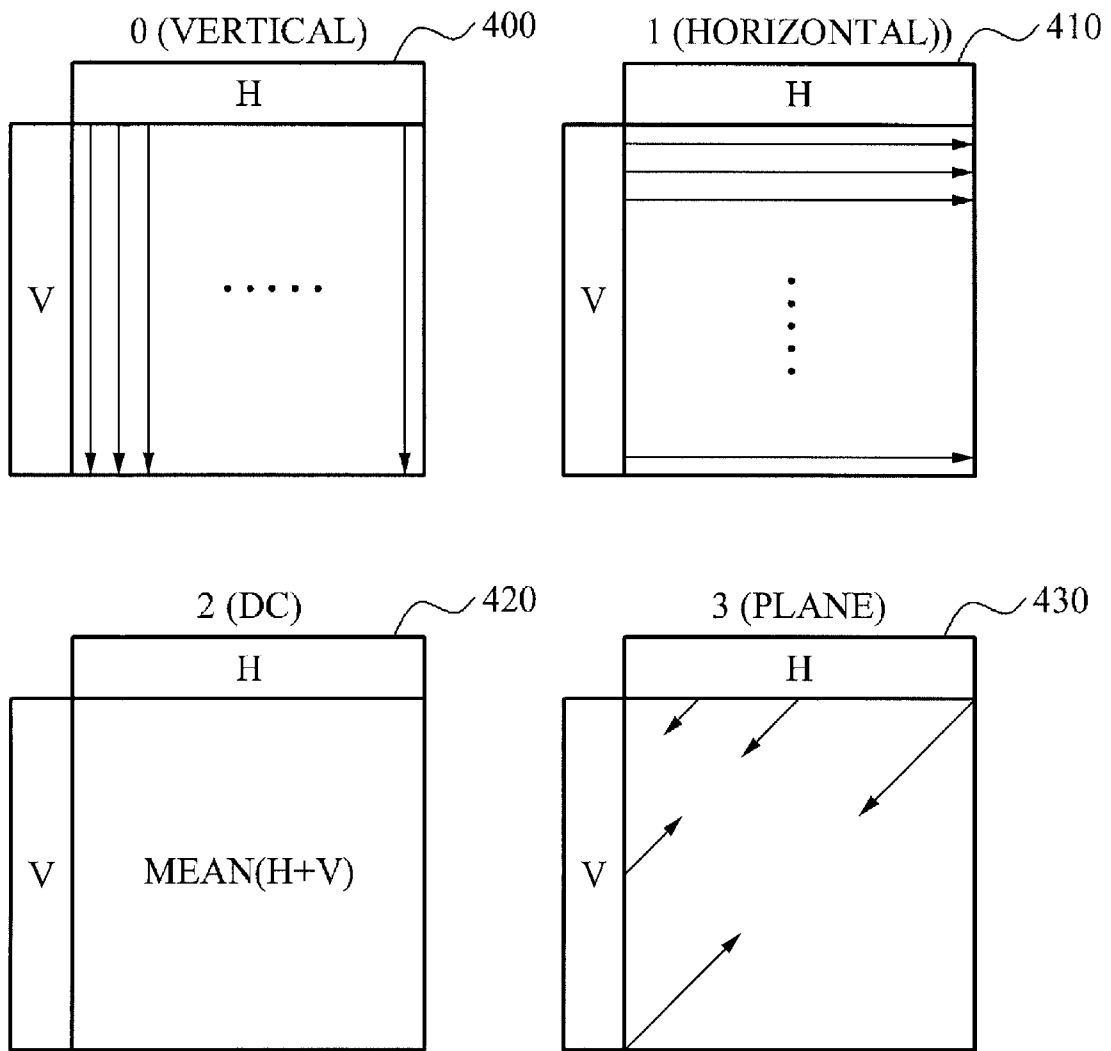 0 (VERTICAL) 400
H
V
1 (HORIZONTAL)) 410
H
V
2 (DC) 420
H
V
MEAN(H+V)
3 (PLANE) 430
H
V